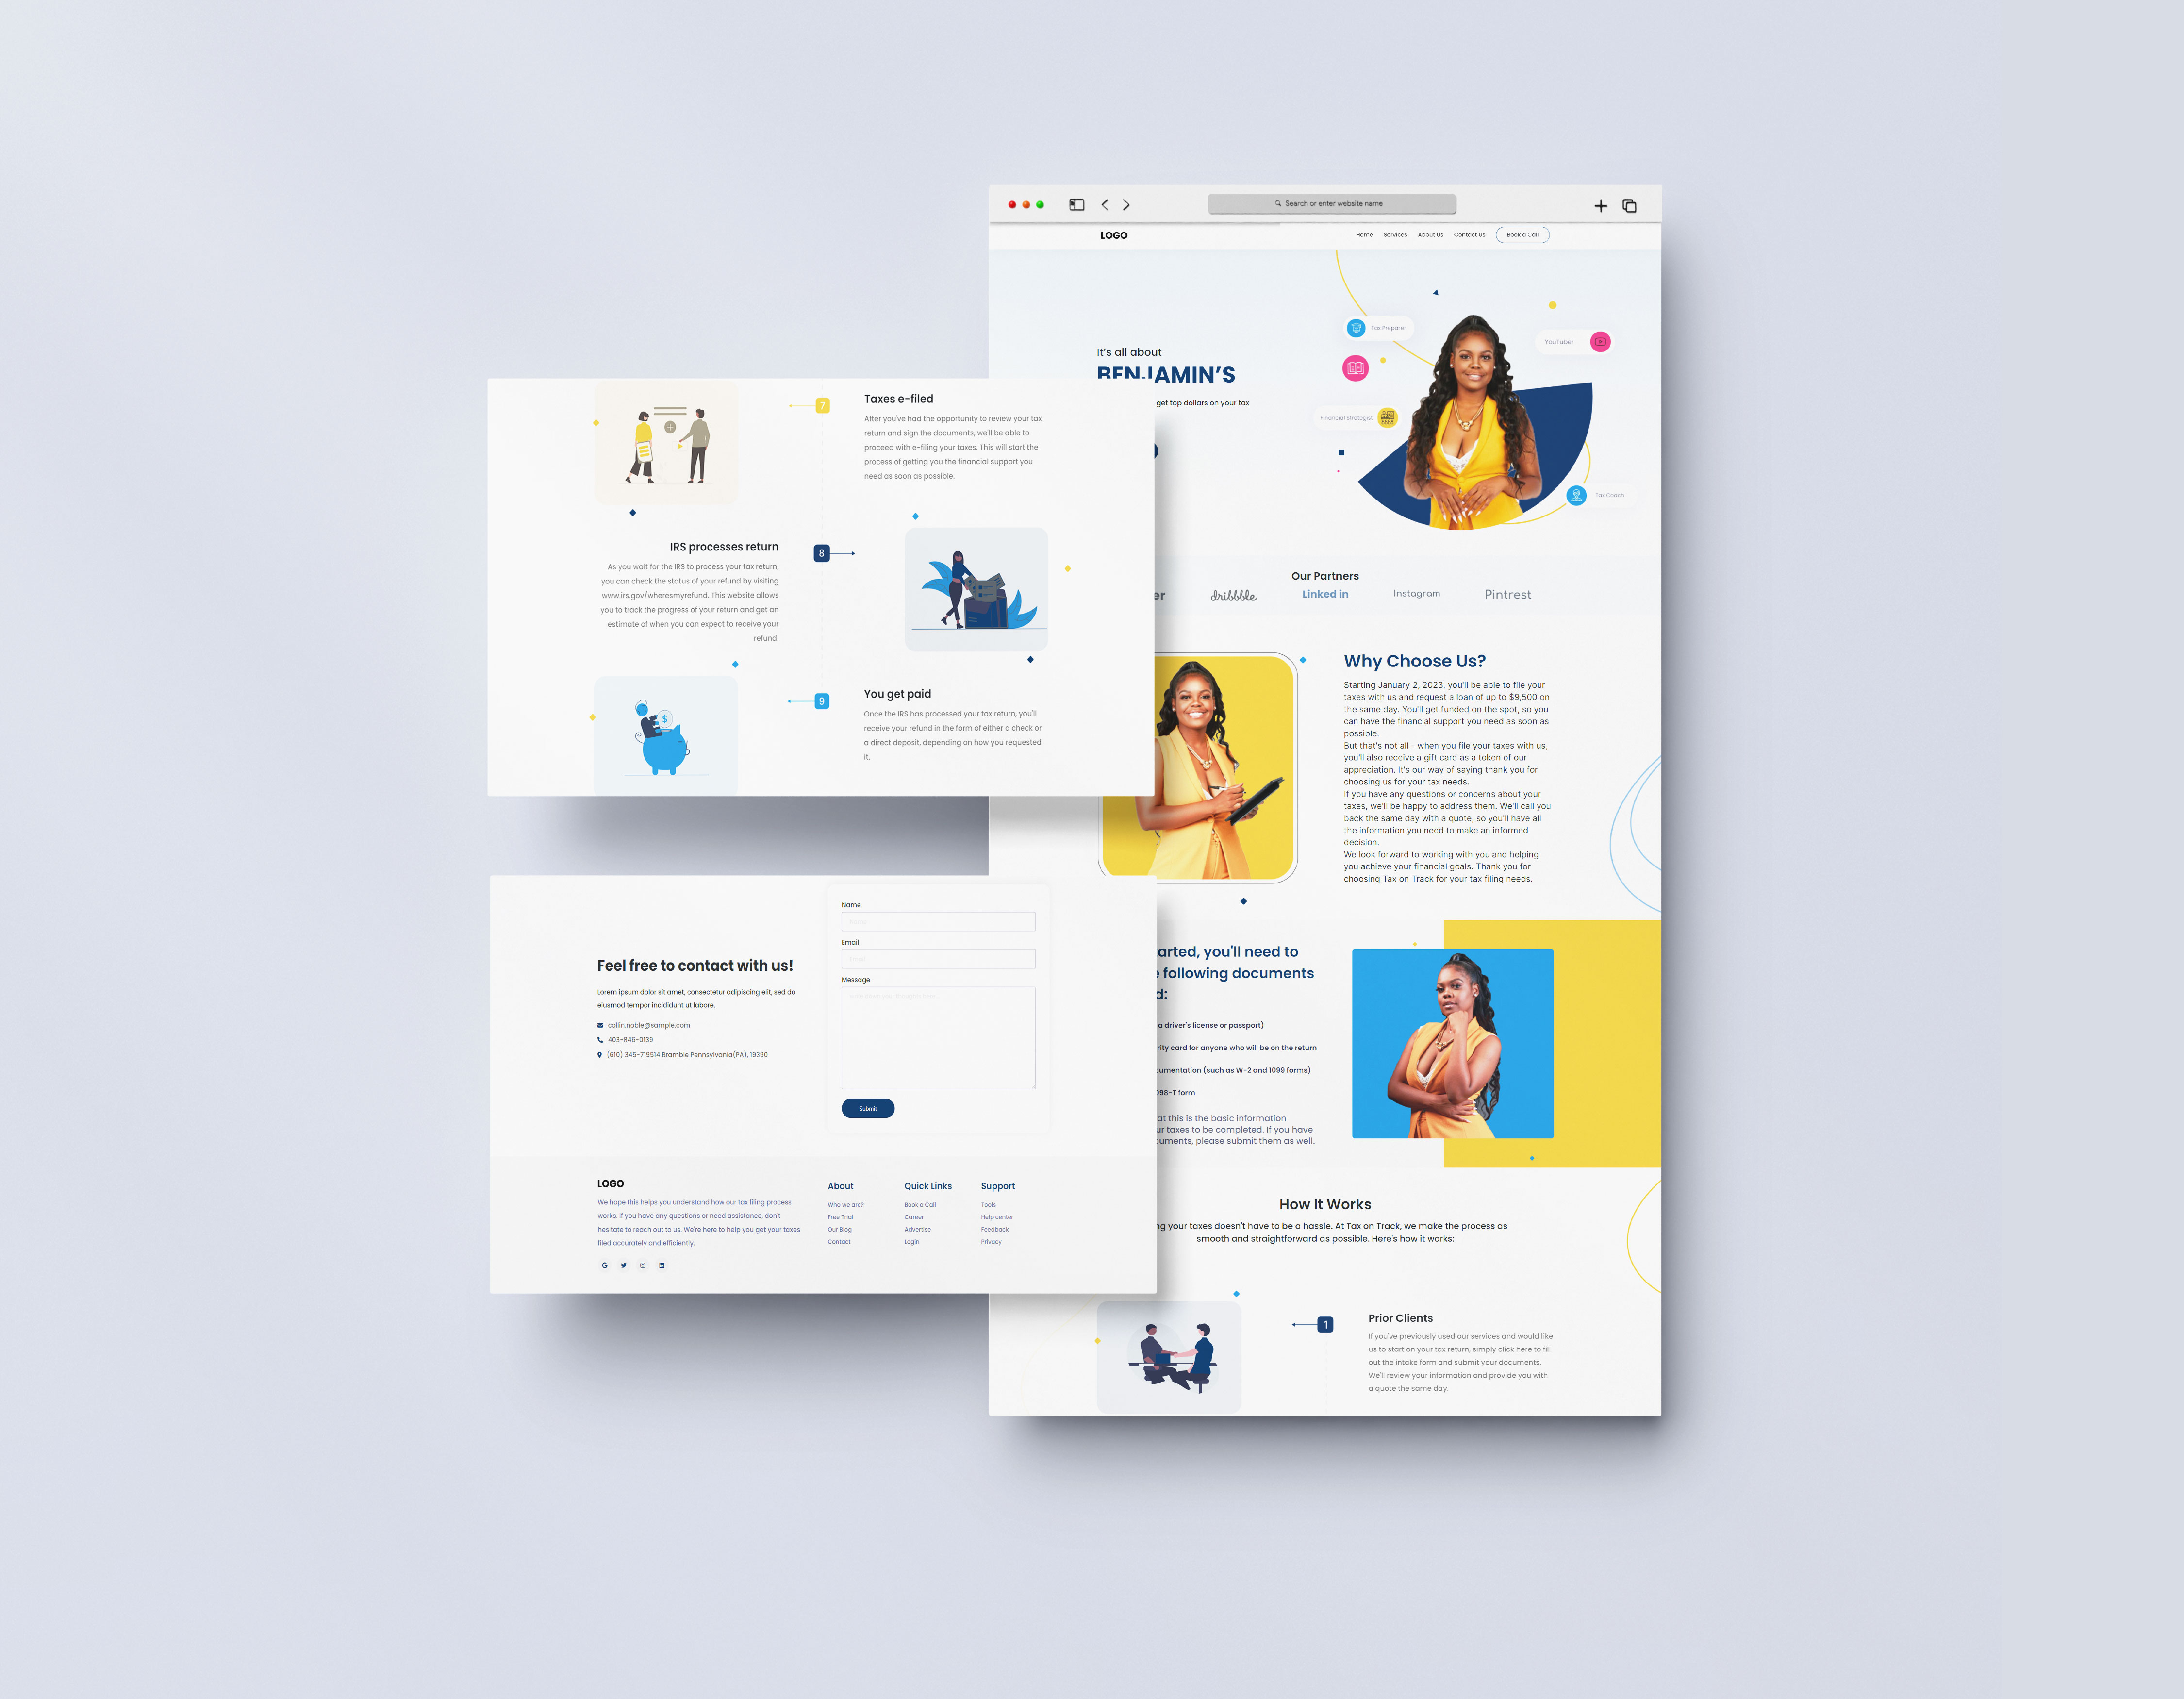 Search or enter website name
LOGO
Home
Services
About Us
Contact Us
Book a Call
It's all about
BENJAMIN'S
get top dollars on your tax
Tax Preparer
YouTuber
Financial Strategist
Tax Coach
Our Partners
er
dribbble
Linked in
Instagram
Pintrest
Why Choose Us?
Starting January 2, 2023, you'll be able to file your
taxes with us and request a loan of up to $9,500 on
the same day. You'll get funded on the spot, so you
can have the financial support you need as soon as
possible.
But that's not all - when you file your taxes with us,
you'll also receive a gift card as a token of our
appreciation. It's our way of saying thank you for
choosing us for your tax needs.
If you have any questions or concerns about your
taxes, we'll be happy to address them. We'll call you
back the same day with a quote, so you'll have all
the information you need to make an informed
decision.
We look forward to working with you and helping
you achieve your financial goals. Thank you for
choosing Tax on Track for your tax filing needs.
arted, you'll need to
following documents
d:
a driver's license or passport)
rity card for anyone who will be on the return
cumentation (such as W-2 and 1099 forms)
098-T form
at this is the basic information
ur taxes to be completed. If you have
cuments, please submit them as well.
How It Works
ng your taxes doesn't have to be a hassle. At Tax on Track, we make the process as
smooth and straightforward as possible. Here's how it works:
1
Prior Clients
If you've previously used our services and would like
us to start on your tax return, simply click here to fill
out the intake form and submit your documents.
We'll review your information and provide you with
a quote the same day.
7
Taxes e-filed
After you've had the opportunity to review your tax
return and sign the documents, we'll be able to
proceed with e-filing your taxes. This will start the
process of getting you the financial support you
need as soon as possible.
IRS processes return
8
As you wait for the IRS to process your tax return,
you can check the status of your refund by visiting
www.irs.gov/wheresmyrefund. This website allows
you to track the progress of your return and get an
estimate of when you can expect to receive your
refund.
$
9
You get paid
Once the IRS has processed your tax return, you'll
receive your refund in the form of either a check or
a direct deposit, depending on how you requested
it.
Feel free to contact with us!
Lorem ipsum dolor sit amet, consectetur adipiscing elit, sed do
eiusmod tempor incididunt ut labore.
collin.noble@sample.com
403-846-0139
(610) 345-719514 Bramble Pennsylvania(PA), 19390
Name
Email
Message
Submit
LOGO
We hope this helps you understand how our tax filing process
works. If you have any questions or need assistance, don't
hesitate to reach out to us. We're here to help you get your taxes
filed accurately and efficiently.
About
Who we are?
Free Trial
Our Blog
Contact
Quick Links
Book a Call
Career
Advertise
Login
Support
Tools
Help center
Feedback
Privacy